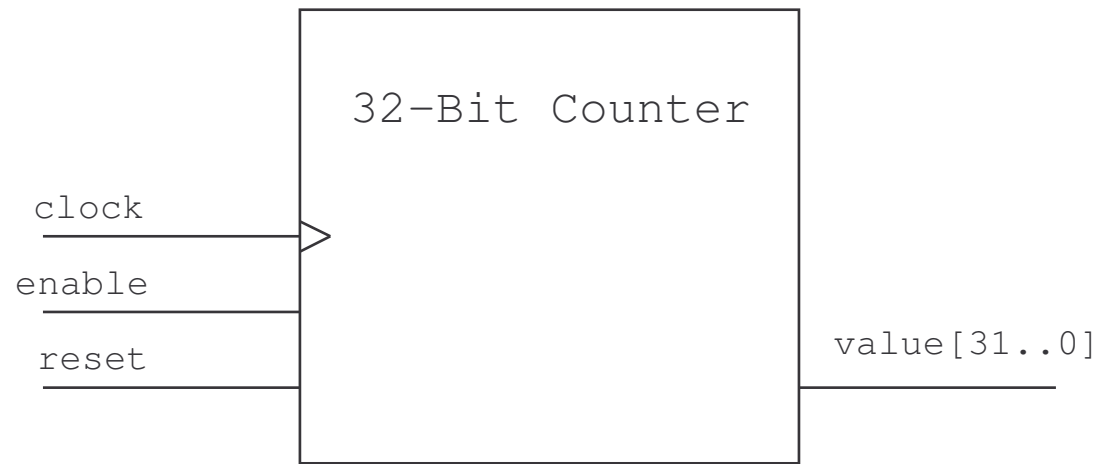 32-Bit Counter
clock
enable
reset
value[31..0]